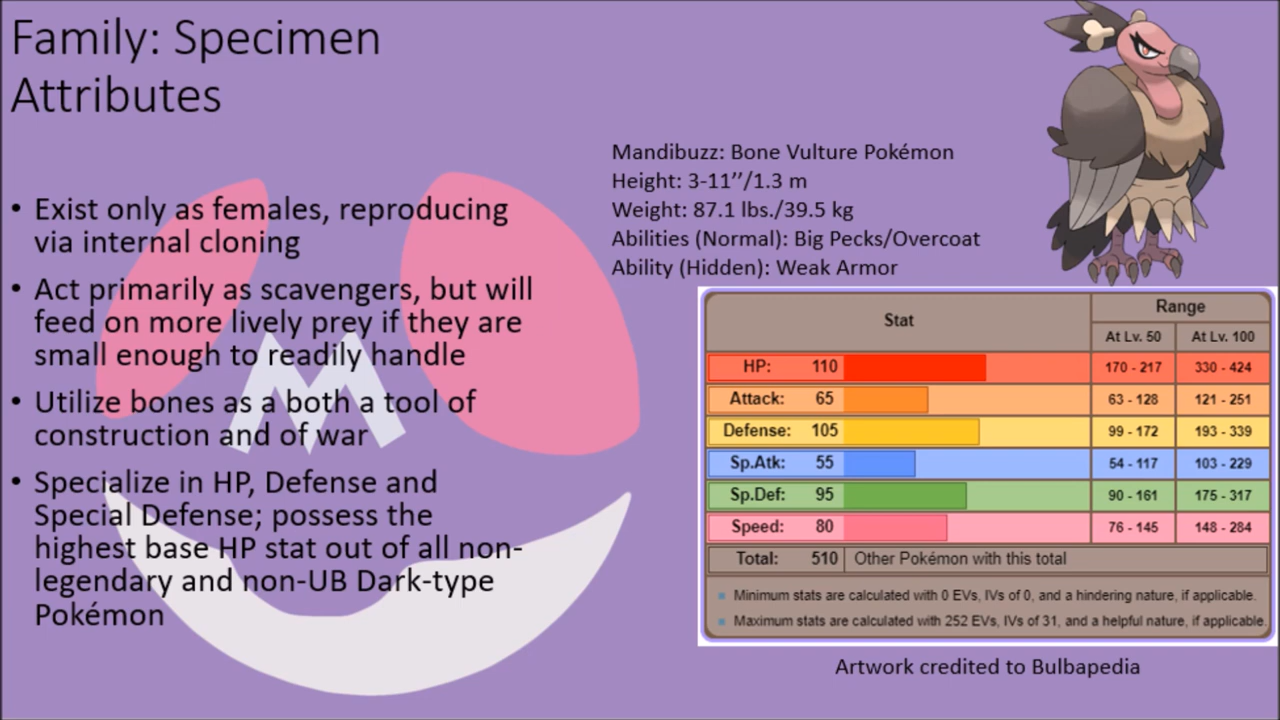 Family: Specimen
Attributes
• Exist only as females, reproducing
via internal cloning
• Act primarily as scavengers, but will
feed on more lively prey if they are
small enough to readily handle
• Utilize bones as a both a tool of
construction and of war
• Specialize in HP, Defense and
Special Defense; possess the
highest base HP stat out of all non-
legendary and non-UB Dark-type
Pokémon
Mandibuzz: Bone Vulture Pokémon
Height: 3-11’’/1.3 m
Weight: 87.1 lbs./39.5 kg
Abilities (Normal): Big Pecks/Overcoat
Ability (Hidden): Weak Armor
Stat Range
At Lv. 50 At Lv. 100
HP: 110 170 - 217 330 - 424
Attack: 65 63 - 128 121 - 251
Defense: 105 99 - 172 193 - 339
Sp.Atk: 55 54 - 117 103 - 229
Sp.Def: 95 90 - 161 175 - 317
Speed: 80 76 - 145 148 - 284
Total: 510 Other Pokémon with this total
Minimum stats are calculated with 0 EVs, IVs of 0, and a hindering nature, if applicable.
Maximum stats are calculated with 252 EVs, IVs of 31, and a helpful nature, if applicable.
Artwork credited to Bulbapedia
M